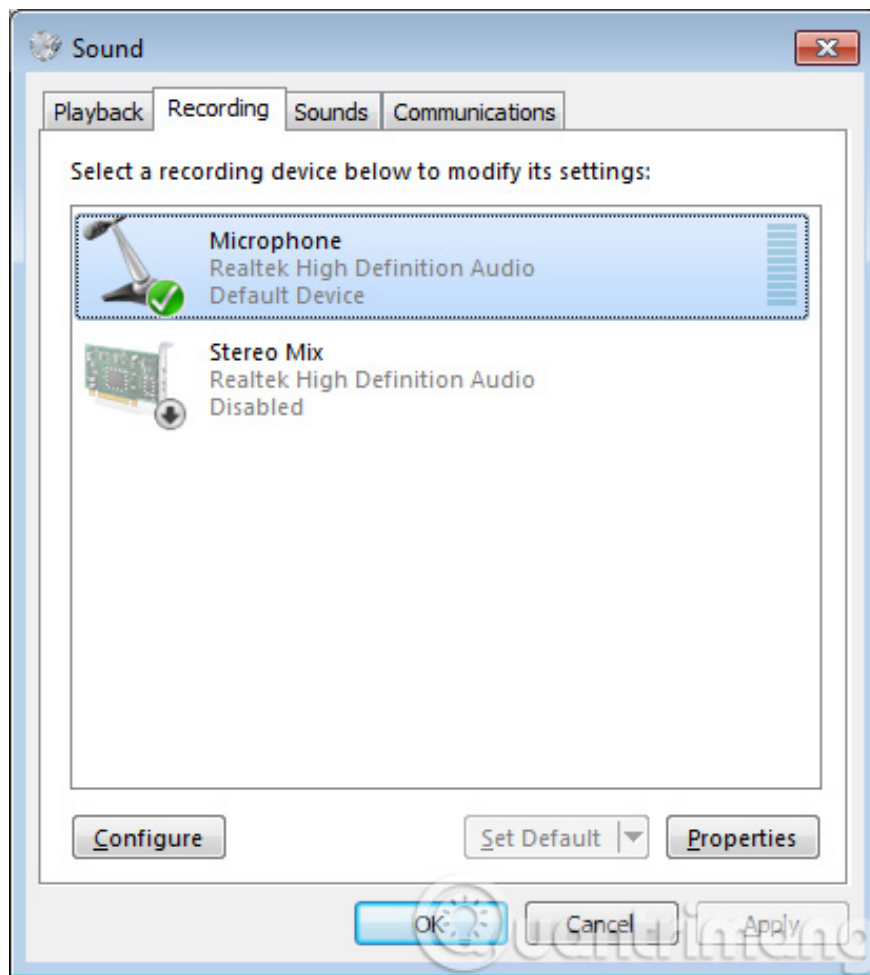 Sound
Playback
Recording
Sounds
Communications
Select a recording device below to modify its settings:
Microphone
Realtek High Definition Audio
Default Device
Stereo Mix
Realtek High Definition Audio
Disabled
Configure
Set Default
Properties
OK
Cancel
Apply
Quantrimang